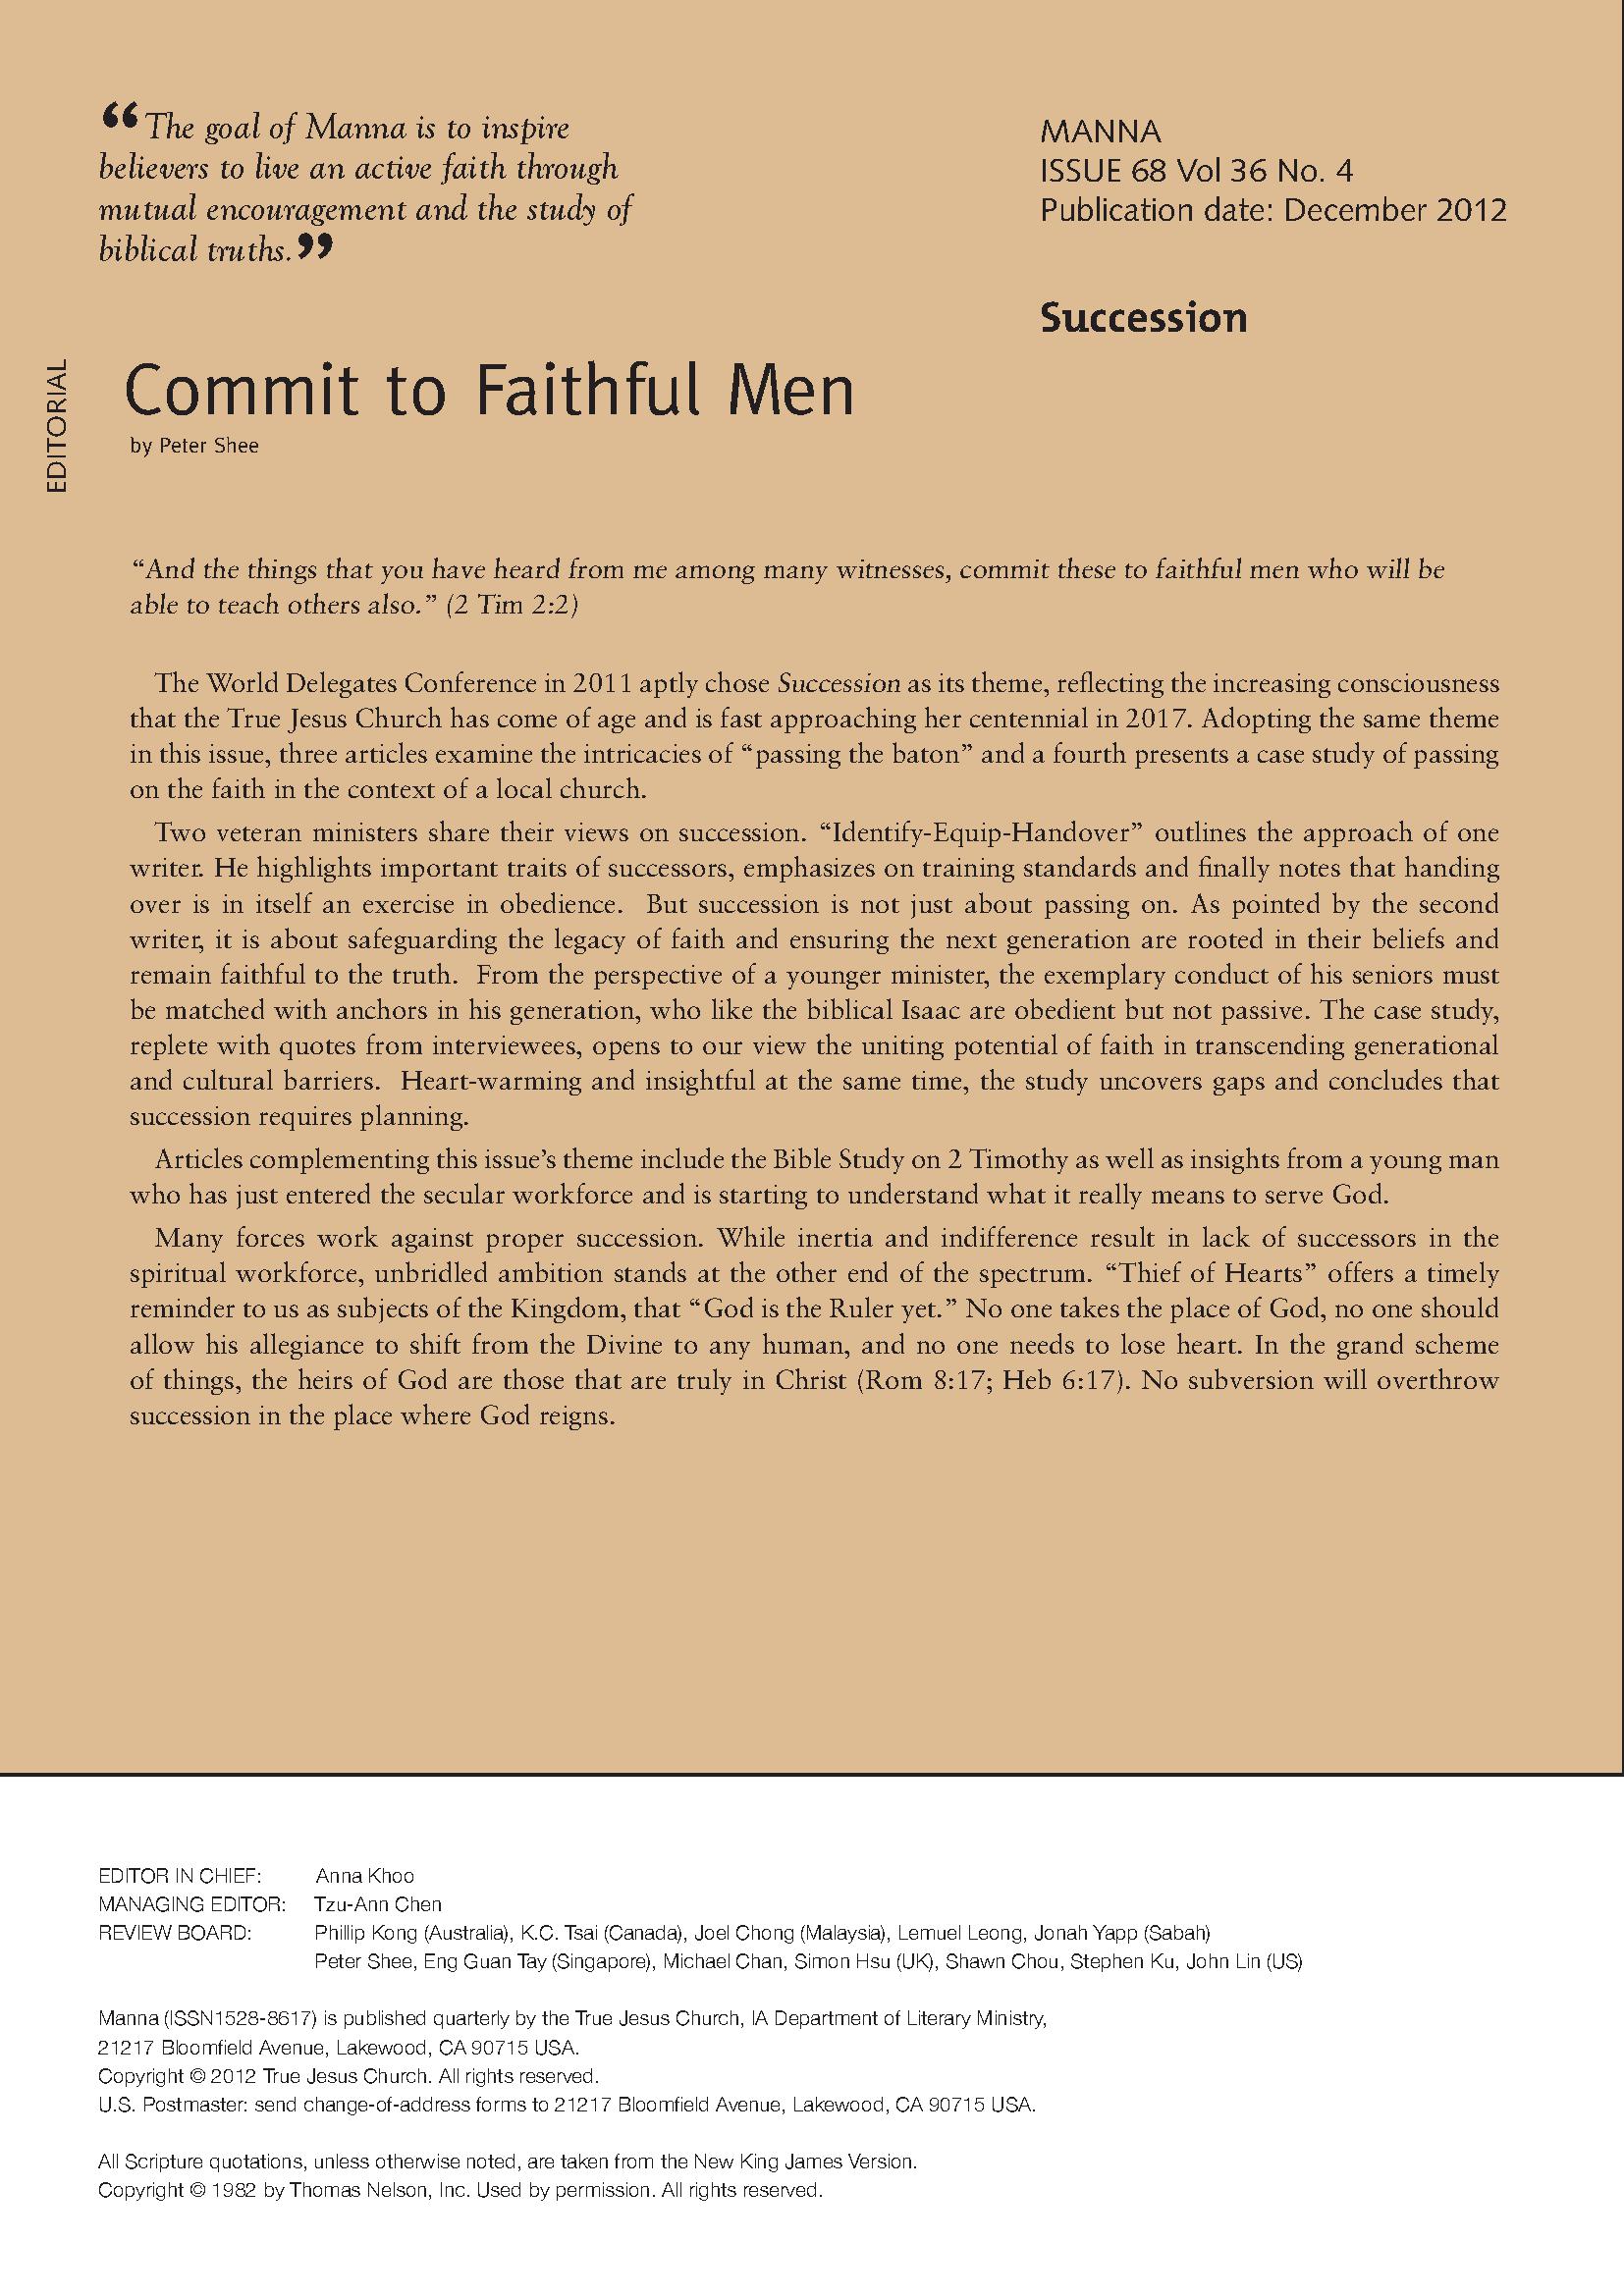 “The goal of Manna is to inspire
believers to live an active faith through
mutual encouragement and the study of
biblical truths.”
MANNA
ISSUE 68 Vol 36 No. 4
Publication date: December 2012
Succession
EDITORIAL
Commit to Faithful Men
by Peter Shee
“And the things that you have heard from me among many witnesses, commit these to faithful men who will be
able to teach others also.” (2 Tim 2:2)
The World Delegates Conference in 2011 aptly chose Succession as its theme, reflecting the increasing consciousness
that the True Jesus Church has come of age and is fast approaching her centennial in 2017. Adopting the same theme
in this issue, three articles examine the intricacies of “passing the baton” and a fourth presents a case study of passing
on the faith in the context of a local church.
Two veteran ministers share their views on succession. “Identify-Equip-Handover” outlines the approach of one
writer. He highlights important traits of successors, emphasizes on training standards and finally notes that handing
over is in itself an exercise in obedience. But succession is not just about passing on. As pointed by the second
writer, it is about safeguarding the legacy of faith and ensuring the next generation are rooted in their beliefs and
remain faithful to the truth. From the perspective of a younger minister, the exemplary conduct of his seniors must
be matched with anchors in his generation, who like the biblical Isaac are obedient but not passive. The case study,
replete with quotes from interviewees, opens to our view the uniting potential of faith in transcending generational
and cultural barriers. Heart-warming and insightful at the same time, the study uncovers gaps and concludes that
succession requires planning.
Articles complementing this issue’s theme include the Bible Study on 2 Timothy as well as insights from a young man
who has just entered the secular workforce and is starting to understand what it really means to serve God.
Many forces work against proper succession. While inertia and indifference result in lack of successors in the
spiritual workforce, unbridled ambition stands at the other end of the spectrum. “Thief of Hearts” offers a timely
reminder to us as subjects of the Kingdom, that “God is the Ruler yet.” No one takes the place of God, no one should
allow his allegiance to shift from the Divine to any human, and no one needs to lose heart. In the grand scheme
of things, the heirs of God are those that are truly in Christ (Rom 8:17; Heb 6:17). No subversion will overthrow
succession in the place where God reigns.
EDITOR IN CHIEF: Anna Khoo
MANAGING EDITOR: Tzu-Ann Chen
REVIEW BOARD: Phillip Kong (Australia), K.C. Tsai (Canada), Joel Chong (Malaysia), Lemuel Leong, Jonah Yapp (Sabah)
Peter Shee, Eng Guan Tay (Singapore), Michael Chan, Simon Hsu (UK), Shawn Chou, Stephen Ku, John Lin (US)
Manna (ISSN1528-8617) is published quarterly by the True Jesus Church, IA Department of Literary Ministry,
21217 Bloomfield Avenue, Lakewood, CA 90715 USA.
Copyright © 2012 True Jesus Church. All rights reserved.
U.S. Postmaster: send change-of-address forms to 21217 Bloomfield Avenue, Lakewood, CA 90715 USA.
All Scripture quotations, unless otherwise noted, are taken from the New King James Version.
Copyright © 1982 by Thomas Nelson, Inc. Used by permission. All rights reserved.